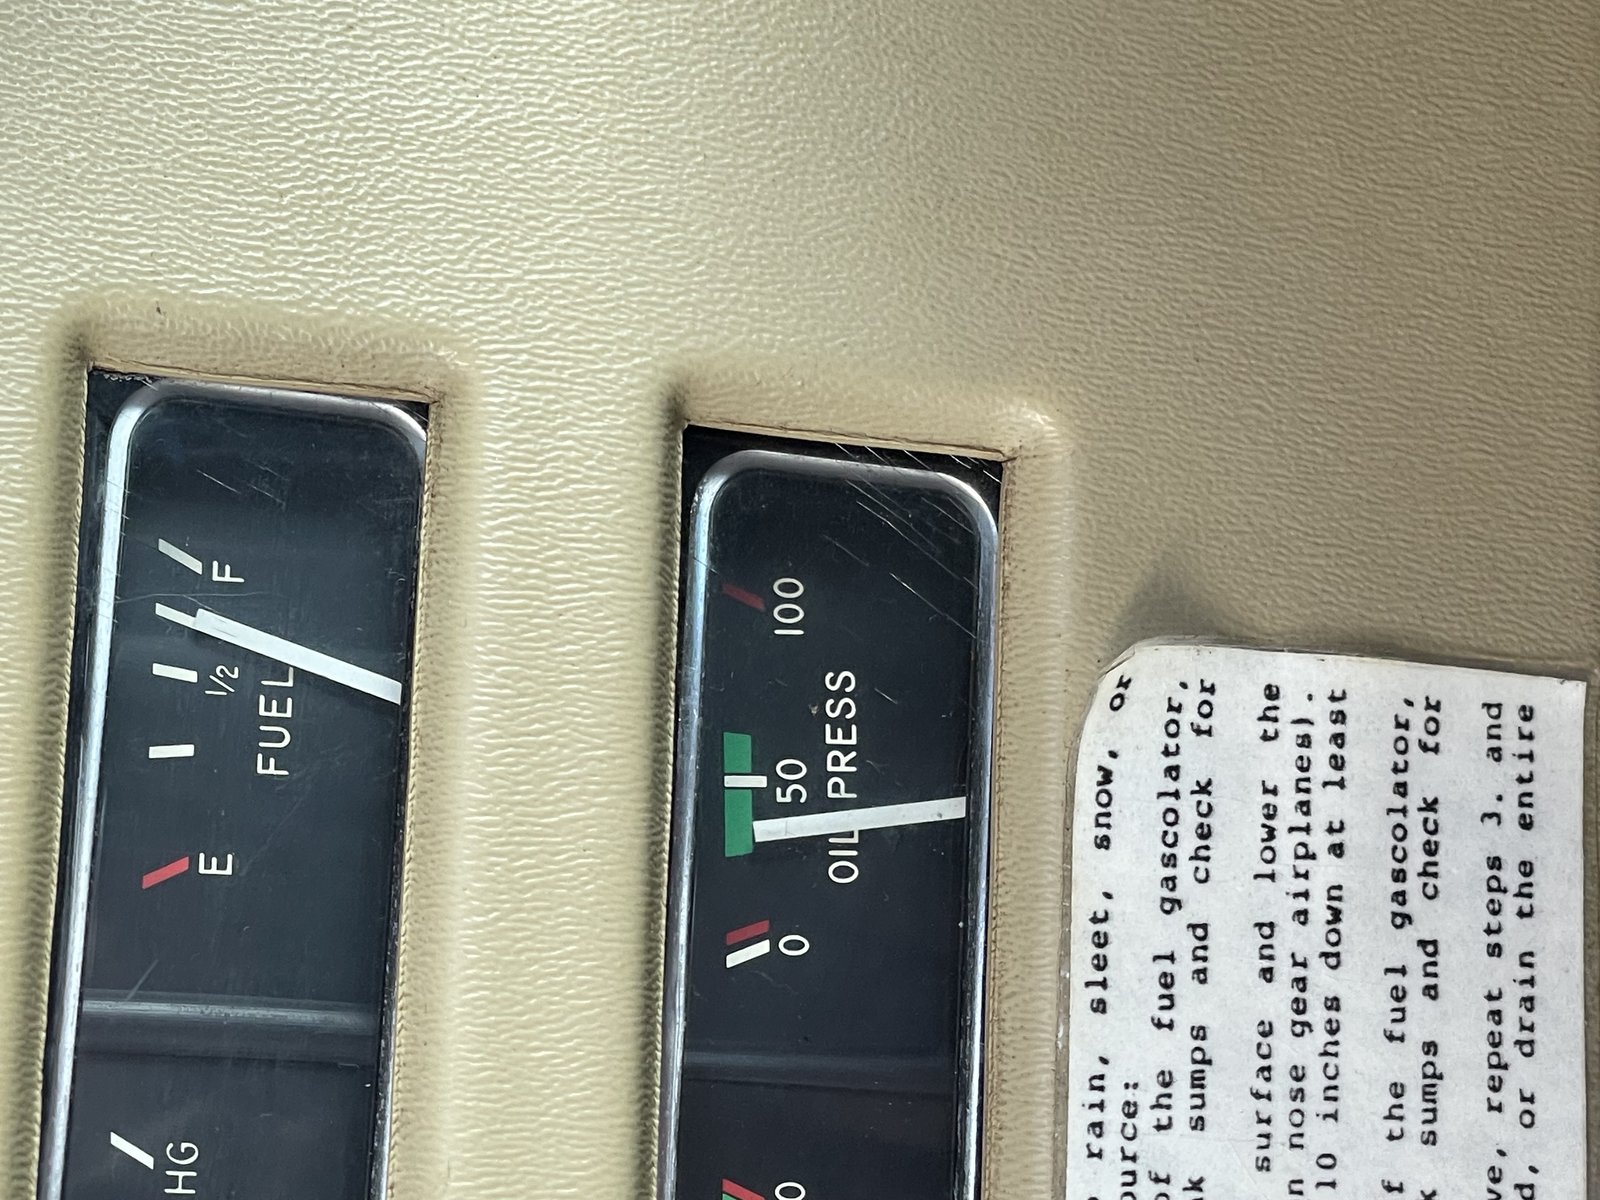 E ½ F
FUEL
HG
0 50 100
OIL PRESS
rain, sleet, snow, or
of the fuel gascolator,
sumps and check for
surface and lower the
nose gear airplanes).
10 inches down at least
the fuel gascolator,
sumps and check for
repeat steps 3. and
or drain the entire